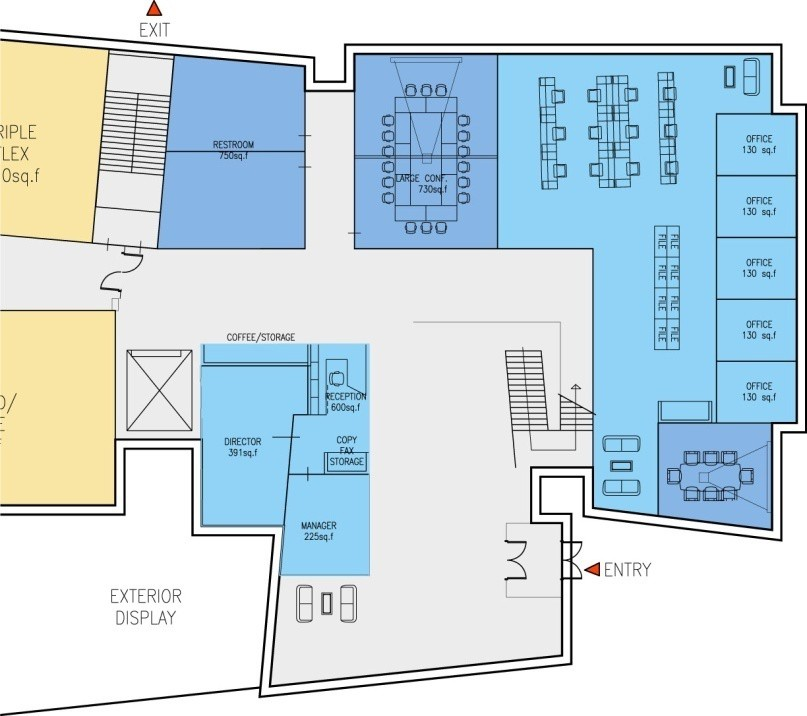 EXIT
RIPLE
LEX
0sq.f
RESTROOM
750sq.f
LARGE CONF.
730sq.f
OFFICE
130 sq.f
OFFICE
130 sq.f
OFFICE
130 sq.f
OFFICE
130 sq.f
OFFICE
130 sq.f
FILE FILE
FILE FILE
FILE FILE
FILE FILE
COFFEE/STORAGE
RECEPTION
600sq.f
DIRECTOR
391sq.f
COPY
FAX
STORAGE
MANAGER
225sq.f
O/
E
ENTRY
EXTERIOR
DISPLAY